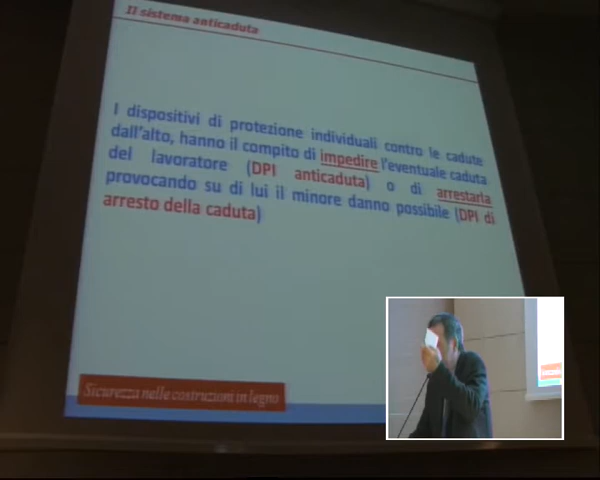 Il sistema anticaduta
I dispositivi di protezione individuali contro le cadute
dall'alto, hanno il compito di impedire l'eventuale caduta
del lavoratore (DPI anticaduta) o di arrestarla
provocando su di lui il minore danno possibile (DPI di
arresto della caduta)
Sicurezza nelle costruzioni in legno